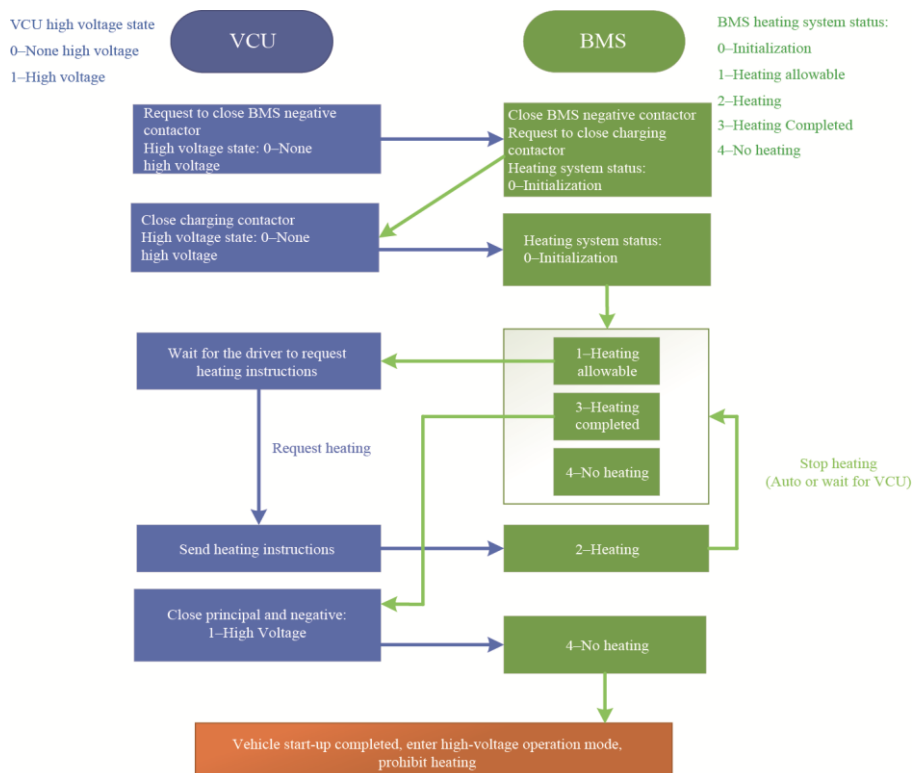 VCU high voltage state
0–None high voltage
1–High voltage
VCU
BMS
BMS heating system status:
0–Initialization
1–Heating allowable
2–Heating
3–Heating Completed
4–No heating
Request to close BMS negative
contactor
High voltage state: 0–None
high voltage
Close BMS negative contactor
Request to close charging
contactor
Heating system status:
0–Initialization
Close charging contactor
High voltage state: 0–None
high voltage
Heating system status:
0–Initialization
Wait for the driver to request
heating instructions
1–Heating
allowable
3–Heating
completed
4–No heating
Request heating
Stop heating
(Auto or wait for VCU)
Send heating instructions
2–Heating
Close principal and negative:
1–High Voltage
4–No heating
Vehicle start-up completed, enter high-voltage operation mode,
prohibit heating